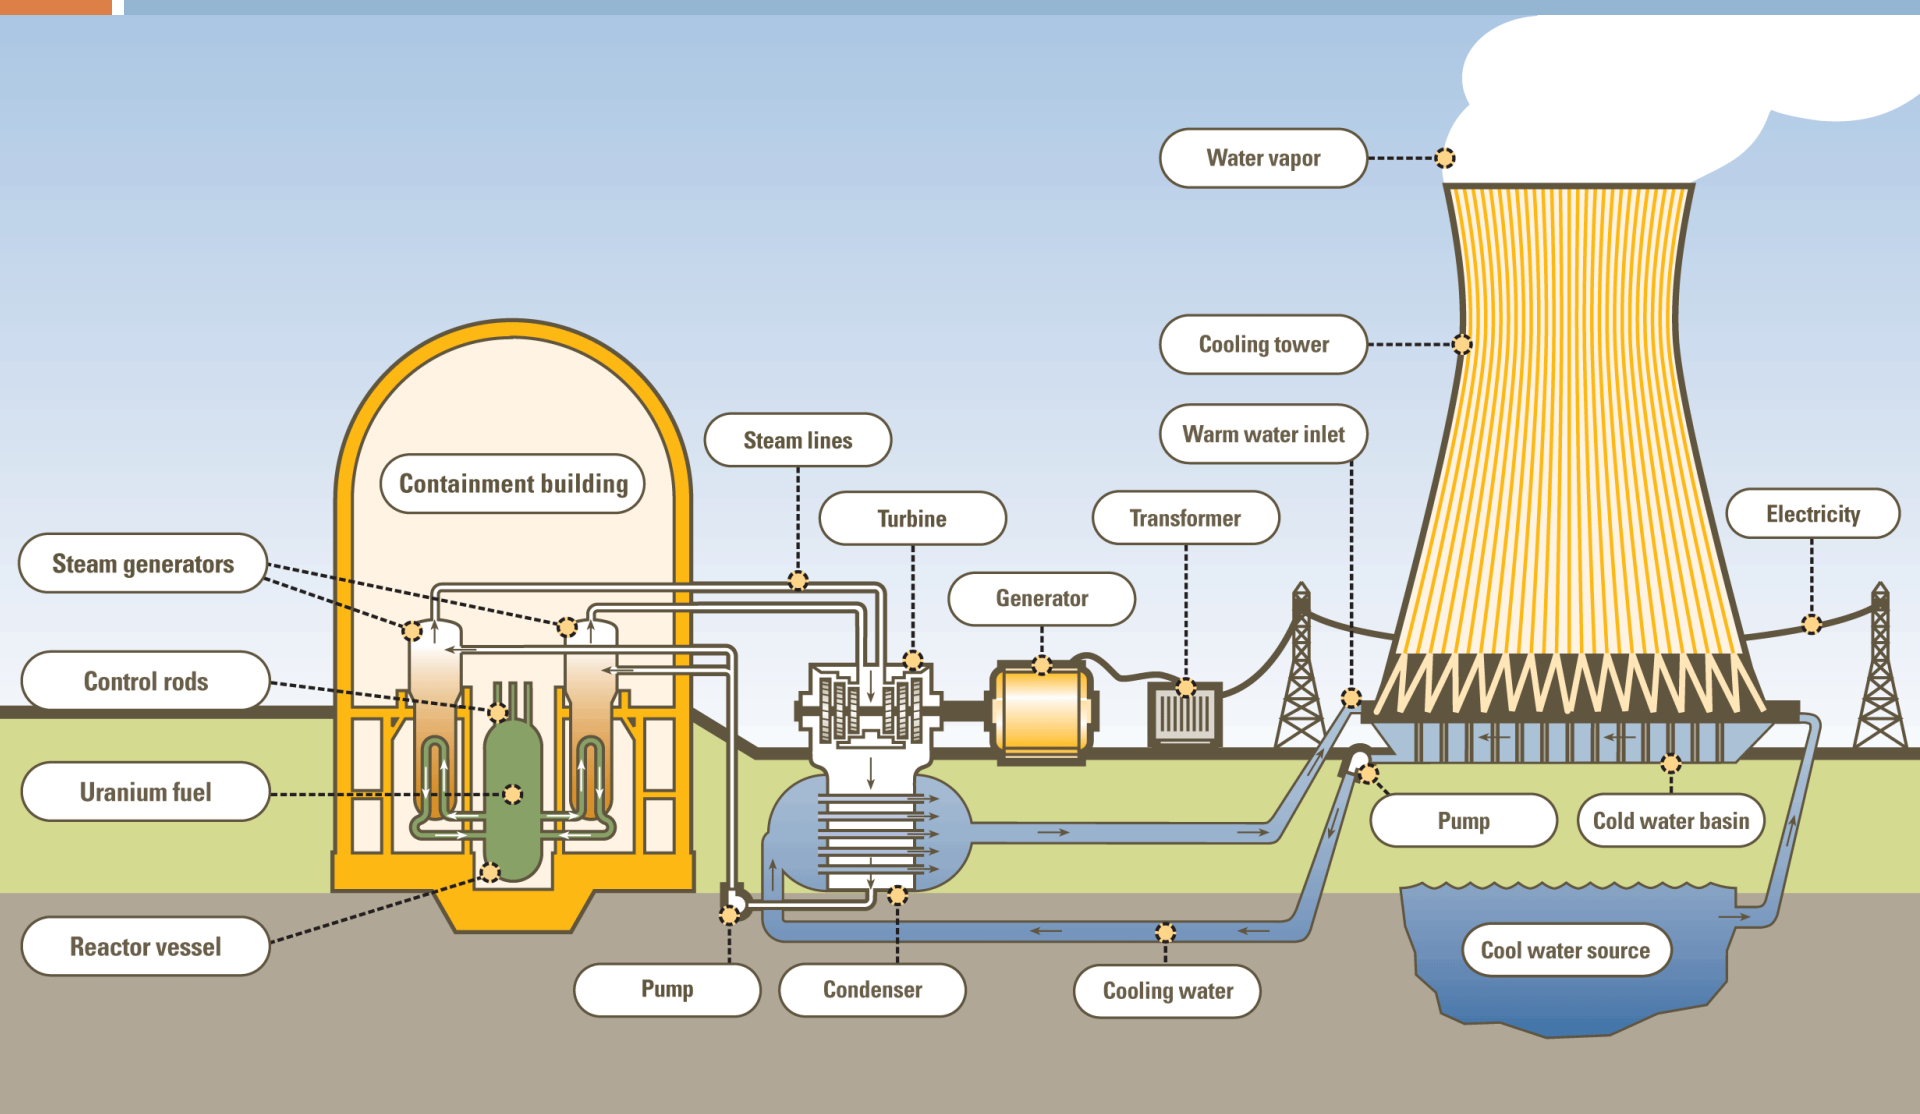 Water vapor
Cooling tower
Warm water inlet
Steam lines
Containment building
Electricity
Turbine
Transformer
Steam generators
Generator
Control rods
Uranium fuel
Pump
Cold water basin
Reactor vessel
Cool water source
Pump
Condenser
Cooling water